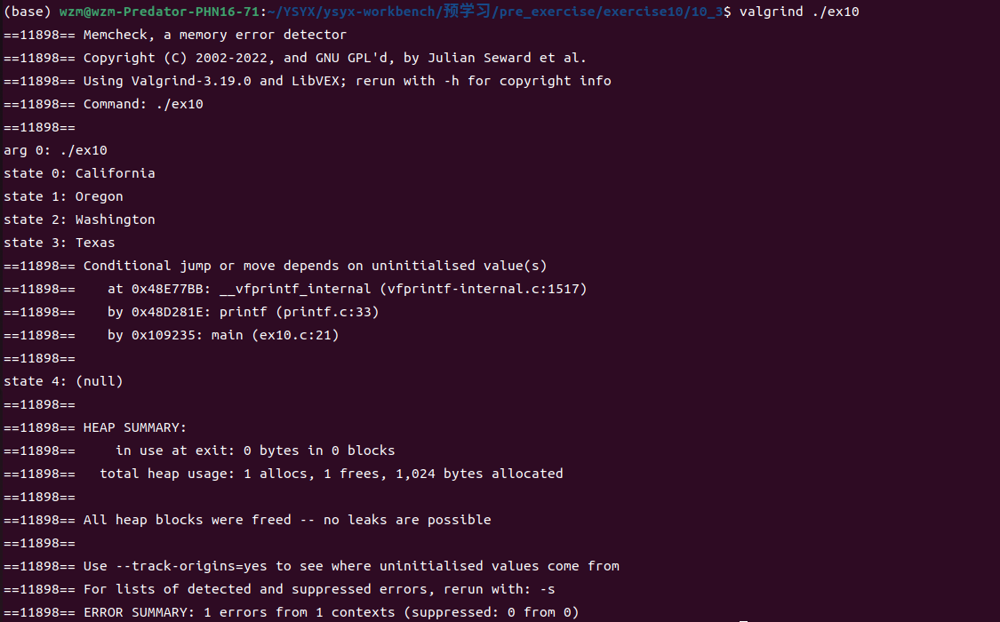 (base) wzm@wzm-Predator-PHN16-71:~/YSYX/ysyx-workbench/预学习/pre_exercise/exercise10/10_3$ valgrind ./ex10
==11898== Memcheck, a memory error detector
==11898== Copyright (C) 2002-2022, and GNU GPL'd, by Julian Seward et al.
==11898== Using Valgrind-3.19.0 and LibVEX; rerun with -h for copyright info
==11898== Command: ./ex10
==11898==
arg 0: ./ex10
state 0: California
state 1: Oregon
state 2: Washington
state 3: Texas
==11898== Conditional jump or move depends on uninitialised value(s)
==11898==    at 0x48E77BB: __vfprintf_internal (vfprintf-internal.c:1517)
==11898==    by 0x48D281E: printf (printf.c:33)
==11898==    by 0x109235: main (ex10.c:21)
==11898==
state 4: (null)
==11898==
==11898== HEAP SUMMARY:
==11898==     in use at exit: 0 bytes in 0 blocks
==11898==   total heap usage: 1 allocs, 1 frees, 1,024 bytes allocated
==11898==
==11898== All heap blocks were freed -- no leaks are possible
==11898==
==11898== Use --track-origins=yes to see where uninitialised values come from
==11898== For lists of detected and suppressed errors, rerun with: -s
==11898== ERROR SUMMARY: 1 errors from 1 contexts (suppressed: 0 from 0)